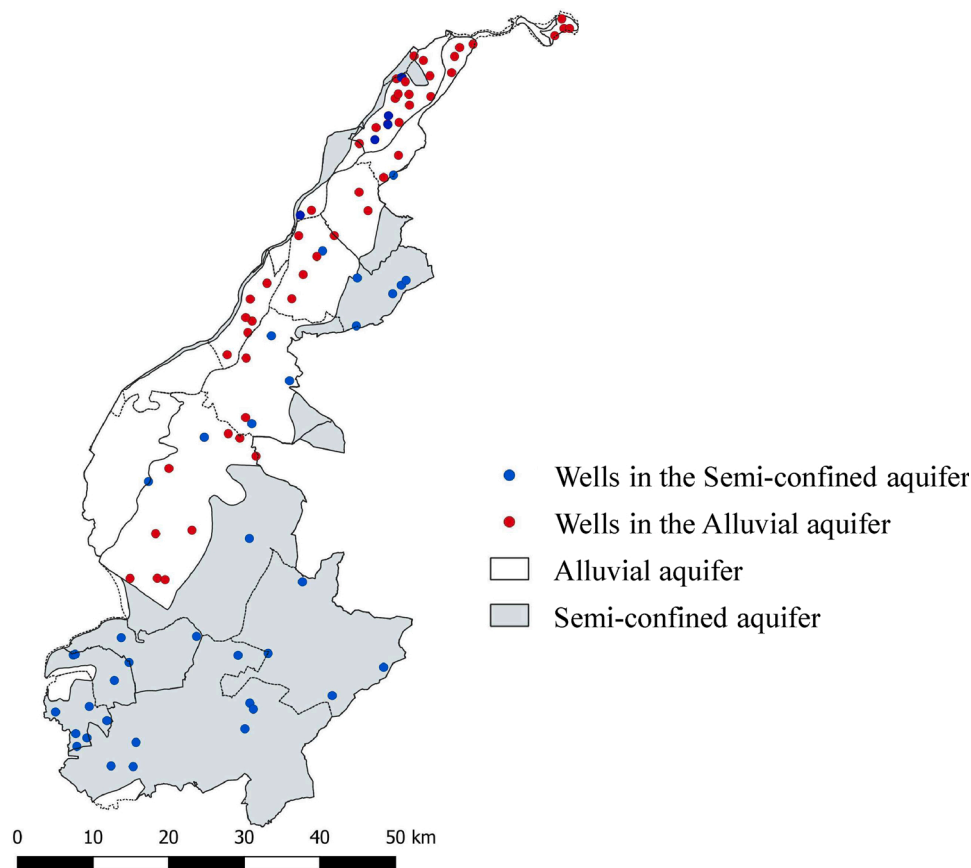 Wells in the Semi-confined aquifer
Wells in the Alluvial aquifer
Alluvial aquifer
Semi-confined aquifer
0 10 20 30 40 50 km